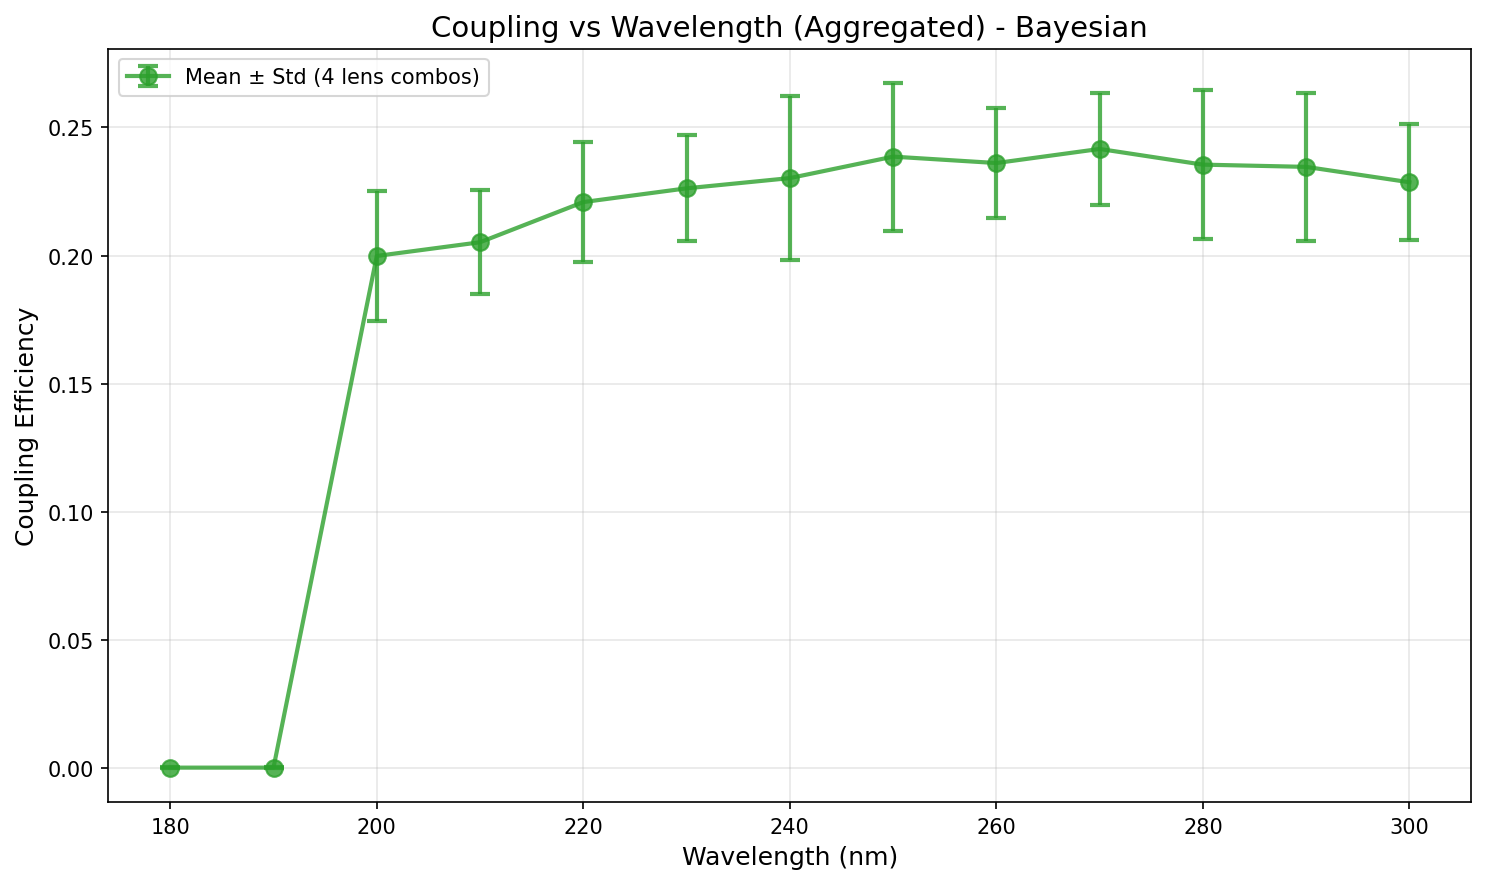 Coupling vs Wavelength (Aggregated) - Bayesian
Mean ± Std (4 lens combos)
0.25
0.20
0.15
0.10
0.05
0.00
Coupling Efficiency
180 200 220 240 260 280 300
Wavelength (nm)